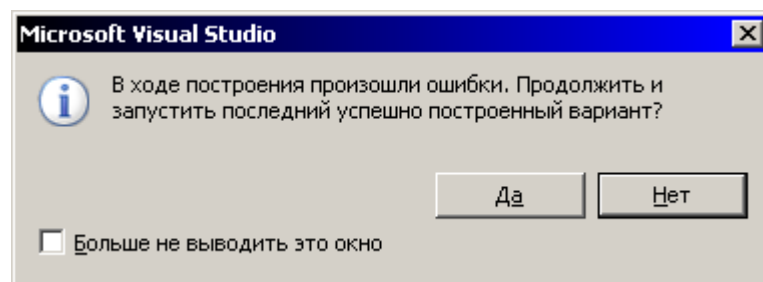 Microsoft Visual Studio
В ходе построения произошли ошибки. Продолжить и
запустить последний успешно построенный вариант?
Да
Нет
Больше не выводить это окно